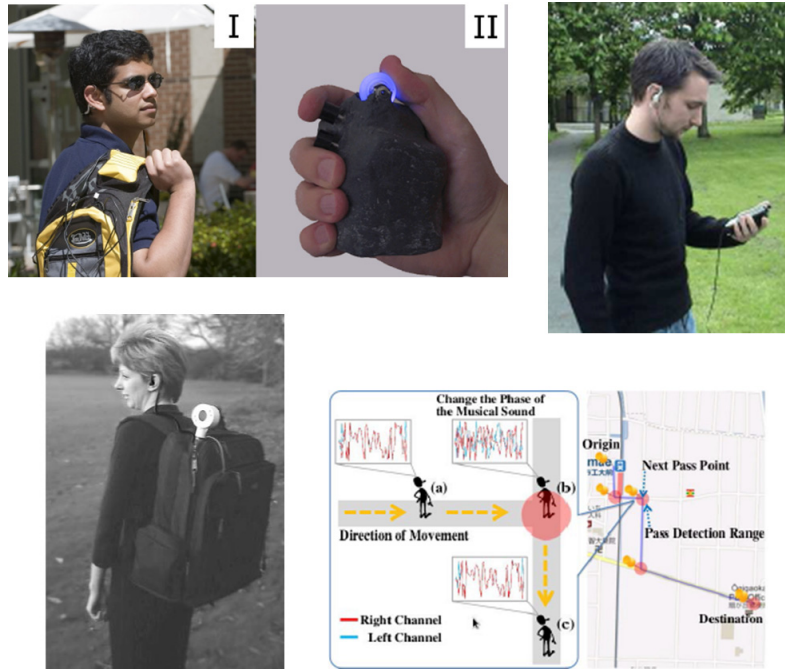 I
II
Change the Phase of
the Musical Sound
(a)
(b)
Direction of Movement
(c)
Right Channel
Left Channel
Origin
Next Pass Point
Pass Detection Range
Destination